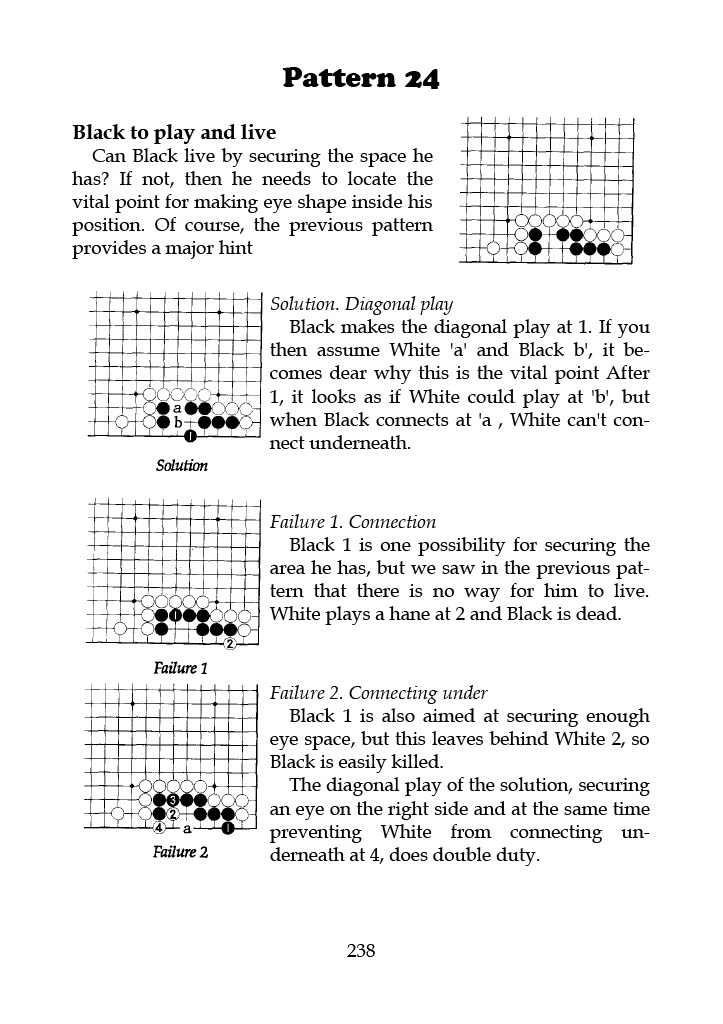 Pattern 24
Black to play and live
Can Black live by securing the space he
has? If not, then he needs to locate the
vital point for making eye shape inside his
position. Of course, the previous pattern
provides a major hint
Solution. Diagonal play
Black makes the diagonal play at 1. If you
then assume White 'a' and Black b', it be-
comes dear why this is the vital point After
1, it looks as if White could play at 'b', but
when Black connects at 'a , White can't con-
nect underneath.
a
b
1
Solution
Failure 1. Connection
Black 1 is one possibility for securing the
area he has, but we saw in the previous pat-
tern that there is no way for him to live.
White plays a hane at 2 and Black is dead.
1
2
Failure 1
Failure 2. Connecting under
Black 1 is also aimed at securing enough
eye space, but this leaves behind White 2, so
Black is easily killed.
The diagonal play of the solution, securing
an eye on the right side and at the same time
preventing White from connecting un-
derneath at 4, does double duty.
3
2
4 a 1
Failure 2
238